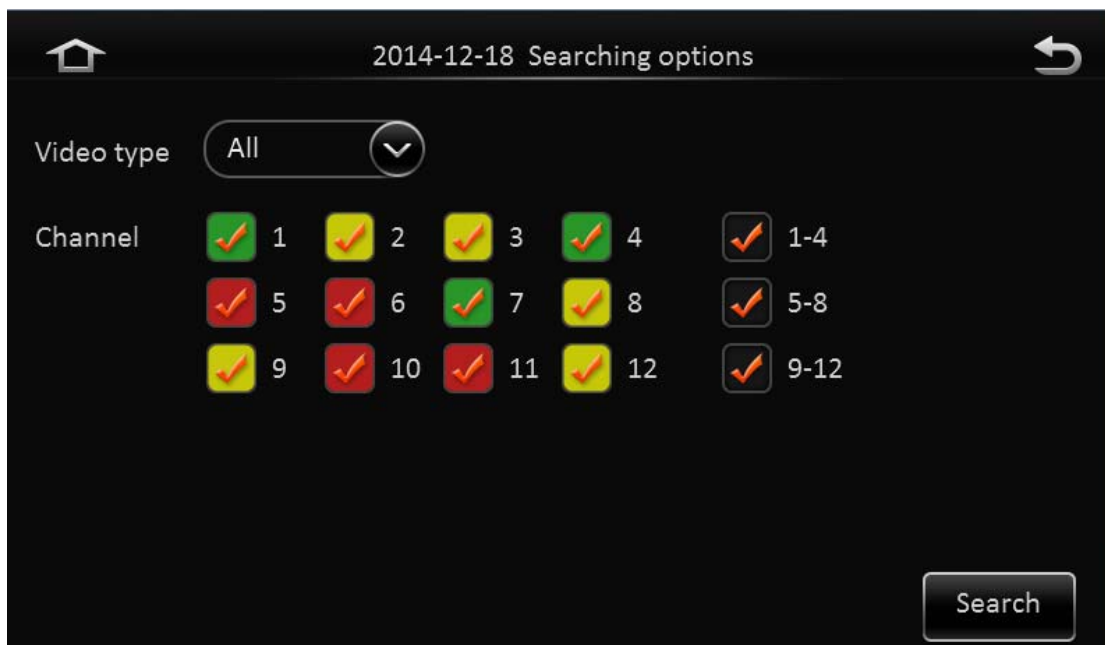 2014-12-18 Searching options
Video type All
Channel 1 2 3 4 1-4
5 6 7 8 5-8
9 10 11 12 9-12
Search